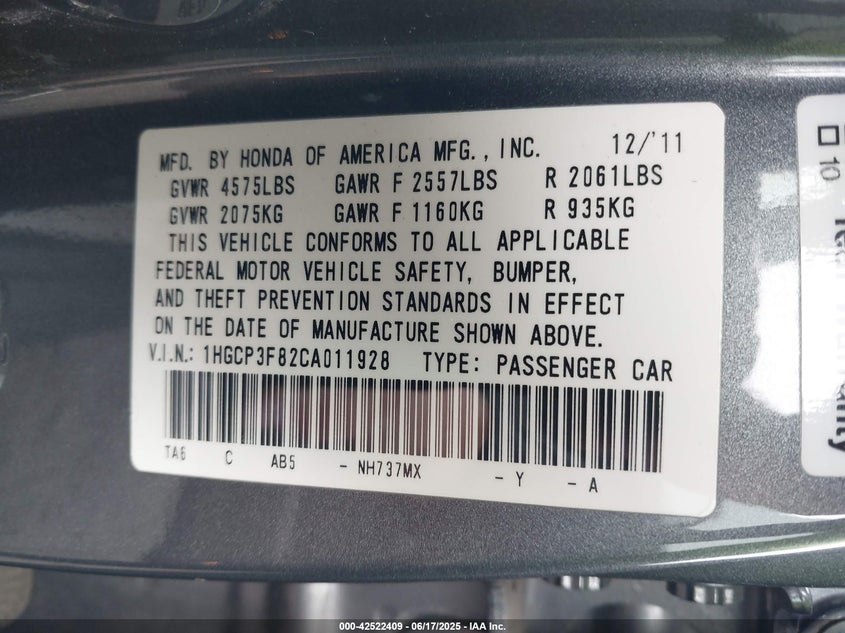 MFD. BY HONDA OF AMERICA MFG., INC. 12/'11
GVWR 4575LBS GAWR F 2557LBS R 2061LBS
GVWR 2075KG GAWR F 1160KG R 935KG
THIS VEHICLE CONFORMS TO ALL APPLICABLE
FEDERAL MOTOR VEHICLE SAFETY, BUMPER,
AND THEFT PREVENTION STANDARDS IN EFFECT
ON THE DATE OF MANUFACTURE SHOWN ABOVE.
V.I.N.: 1HGCP3F82CA011928 TYPE: PASSENGER CAR
TA6 C AB5 - NH737MX - Y - A
10
000-42522409 - 06/17/2025 - IAA Inc.